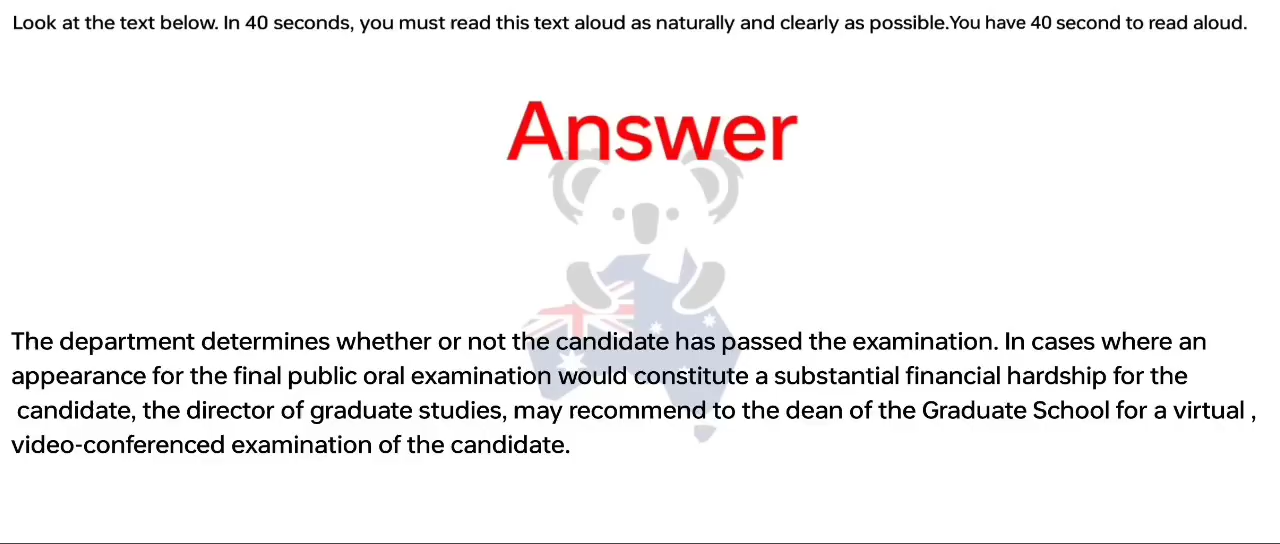 Look at the text below. In 40 seconds, you must read this text aloud as naturally and clearly as possible.You have 40 second to read aloud.
Answer
The department determines whether or not the candidate has passed the examination. In cases where an
appearance for the final public oral examination would constitute a substantial financial hardship for the
candidate, the director of graduate studies, may recommend to the dean of the Graduate School for a virtual ,
video-conferenced examination of the candidate.